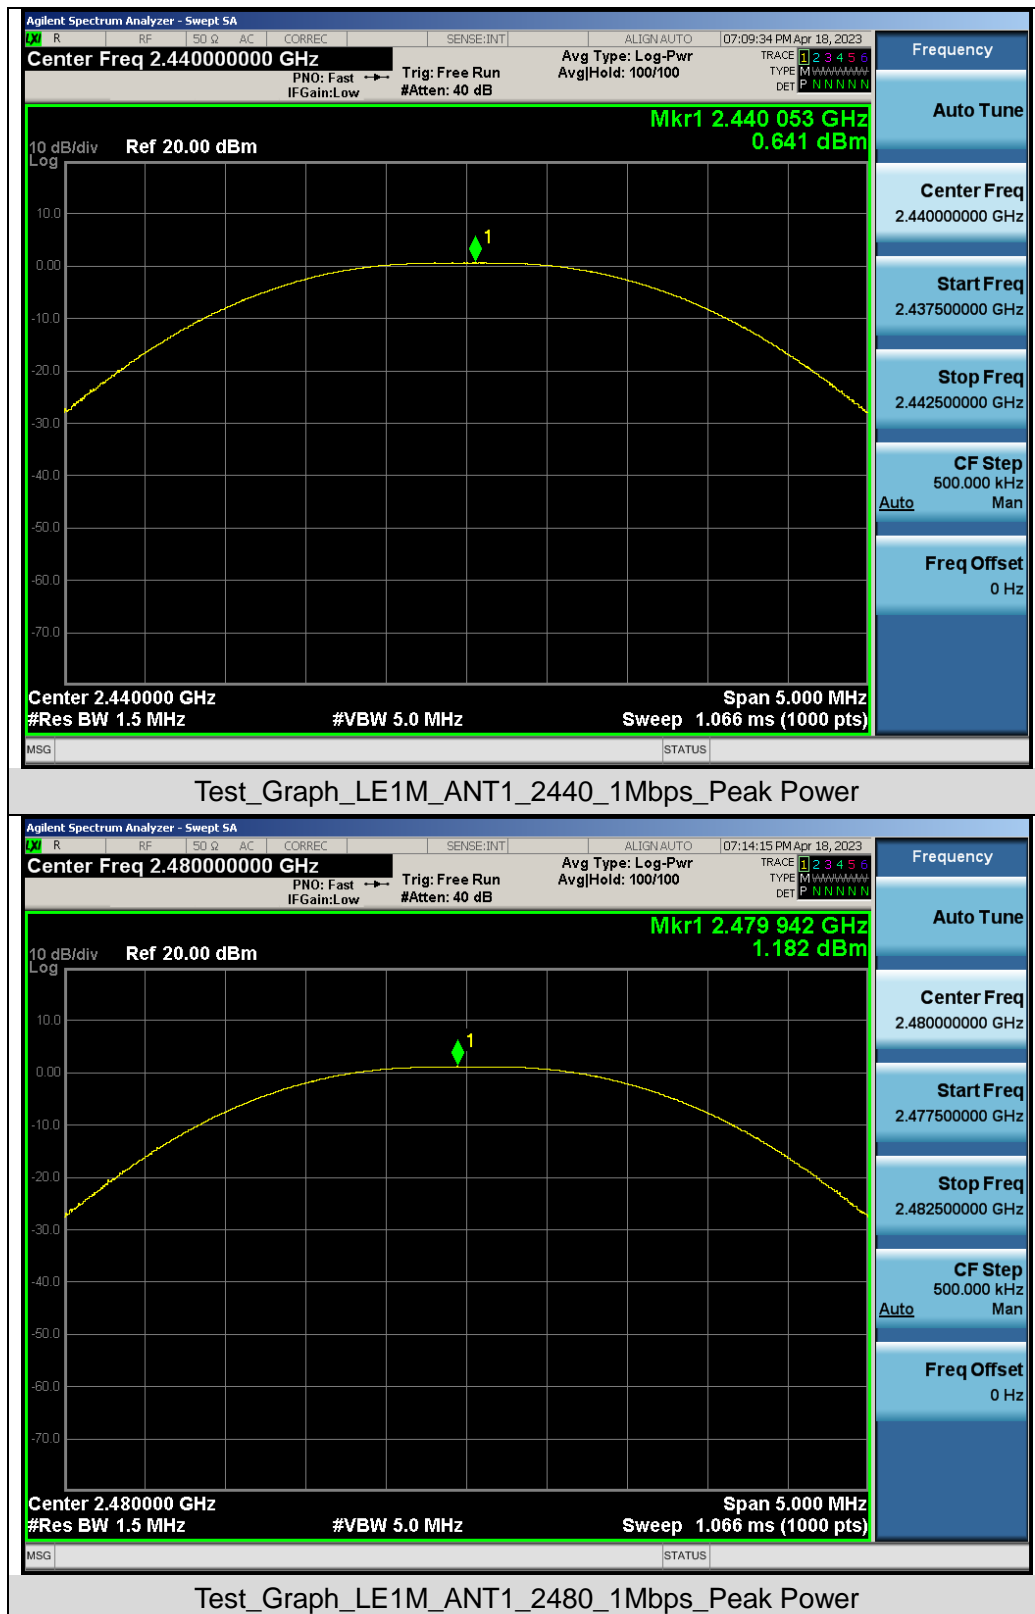 Agilent Spectrum Analyzer - Swept SA
LXI R RF 50 Ω AC CORREC SENSE:INT ALIGN AUTO 07:09:34 PM Apr 18, 2023
Center Freq 2.440000000 GHz
PNO: Fast
IFGain:Low
Trig: Free Run
#Atten: 40 dB
Avg Type: Log-Pwr
Avg|Hold: 100/100
TRACE 1 2 3 4 5 6
TYPE M
DET P N N N N N
Mkr1 2.440 053 GHz
0.641 dBm
10 dB/div Ref 20.00 dBm
Log
10.0
1
0.00
-10.0
-20.0
-30.0
-40.0
-50.0
-60.0
-70.0
Center 2.440000 GHz Span 5.000 MHz
#Res BW 1.5 MHz #VBW 5.0 MHz Sweep 1.066 ms (1000 pts)
MSG STATUS
Frequency
Auto Tune
Center Freq
2.440000000 GHz
Start Freq
2.437500000 GHz
Stop Freq
2.442500000 GHz
CF Step
500.000 kHz
Auto Man
Freq Offset
0 Hz
Test_Graph_LE1M_ANT1_2440_1Mbps_Peak Power
Agilent Spectrum Analyzer - Swept SA
LXI R RF 50 Ω AC CORREC SENSE:INT ALIGN AUTO 07:14:15 PM Apr 18, 2023
Center Freq 2.480000000 GHz
PNO: Fast
IFGain:Low
Trig: Free Run
#Atten: 40 dB
Avg Type: Log-Pwr
Avg|Hold: 100/100
TRACE 1 2 3 4 5 6
TYPE M
DET P N N N N N
Mkr1 2.479 942 GHz
1.182 dBm
10 dB/div Ref 20.00 dBm
Log
10.0
1
0.00
-10.0
-20.0
-30.0
-40.0
-50.0
-60.0
-70.0
Center 2.480000 GHz Span 5.000 MHz
#Res BW 1.5 MHz #VBW 5.0 MHz Sweep 1.066 ms (1000 pts)
MSG STATUS
Frequency
Auto Tune
Center Freq
2.480000000 GHz
Start Freq
2.477500000 GHz
Stop Freq
2.482500000 GHz
CF Step
500.000 kHz
Auto Man
Freq Offset
0 Hz
Test_Graph_LE1M_ANT1_2480_1Mbps_Peak Power